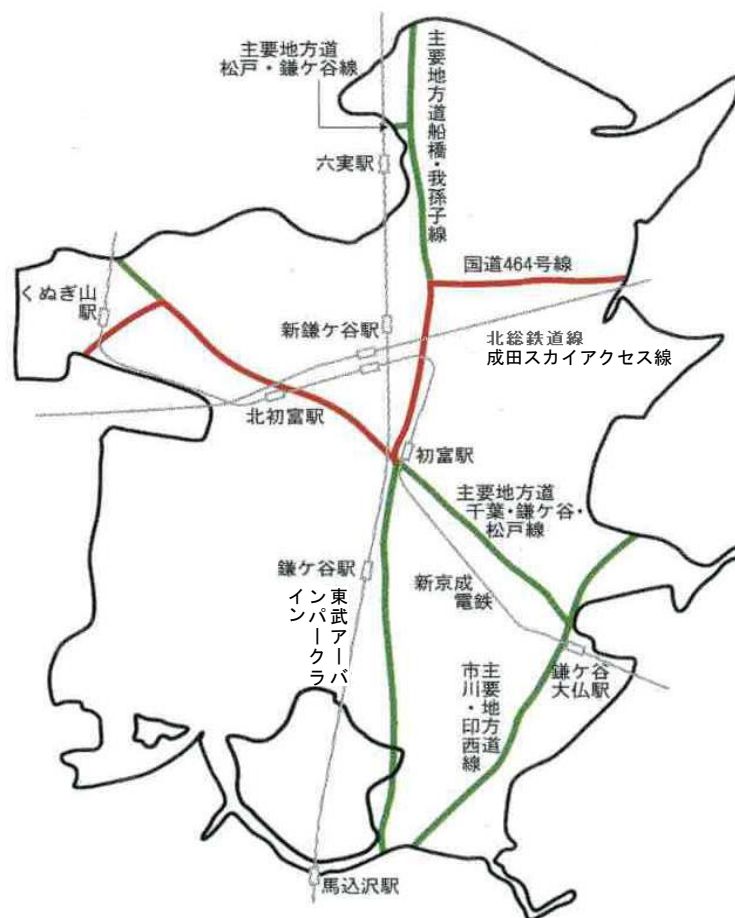 主要地方道
松戸・鎌ケ谷線
主要地方道船橋・我孫子線
六実駅
国道464号線
くぬぎ山
駅
新鎌ケ谷駅
北総鉄道線
成田スカイアクセス線
北初富駅
初富駅
主要地方道
千葉・鎌ケ谷・
松戸線
鎌ケ谷駅
東武アーバ
ンパークラ
イン
新京成
電鉄
鎌ケ谷
大仏駅
主要地方道
市川・印西線
馬込沢駅